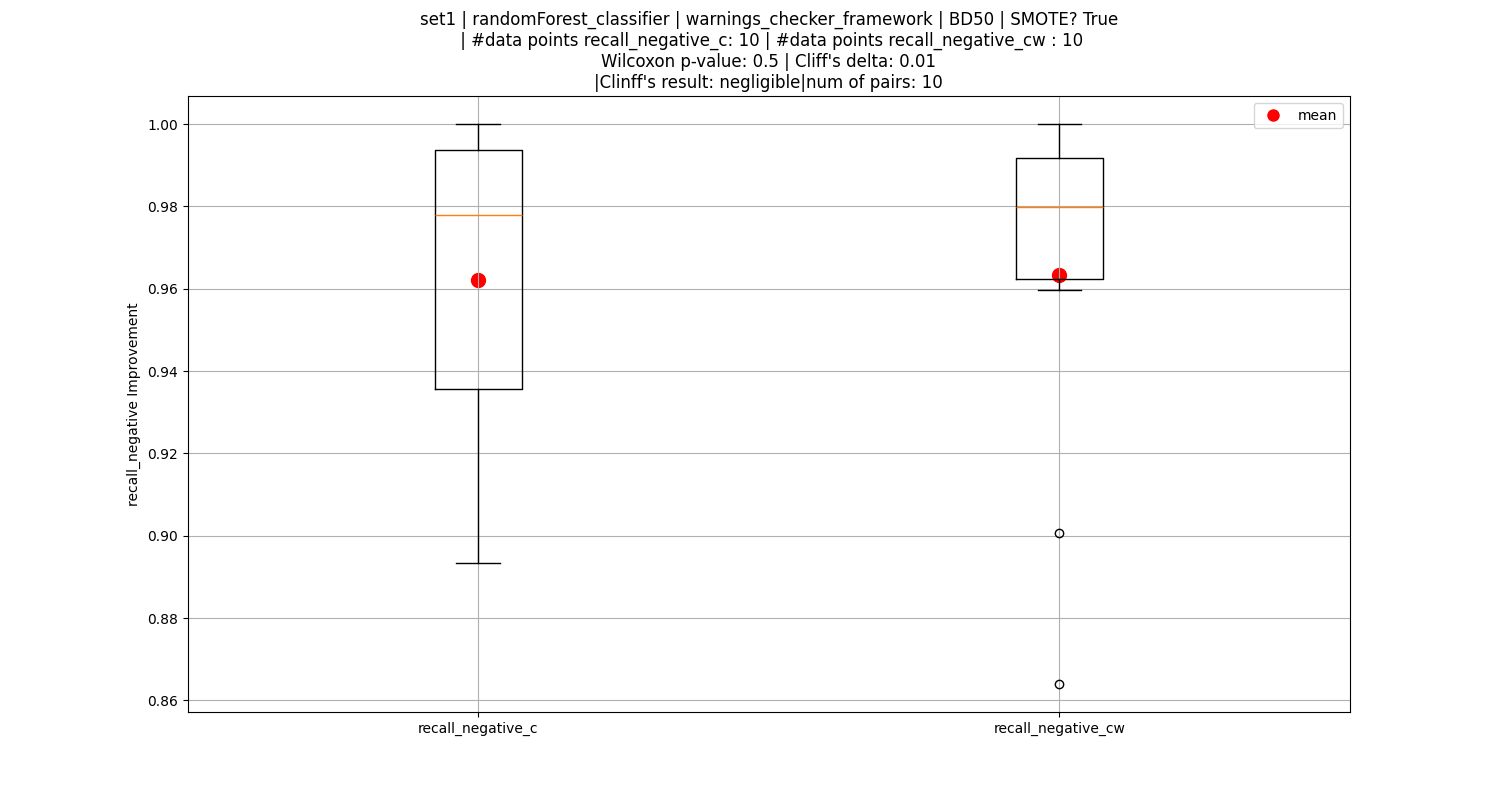 set1 | randomForest_classifier | warnings_checker_framework | BD50 | SMOTE? True
| #data points recall_negative_c: 10 | #data points recall_negative_cw : 10
Wilcoxon p-value: 0.5 | Cliff's delta: 0.01
|Clinff's result: negligible|num of pairs: 10
mean
1.00
0.98
0.96
0.94
0.92
0.90
0.88
0.86
recall_negative Improvement
recall_negative_c
recall_negative_cw